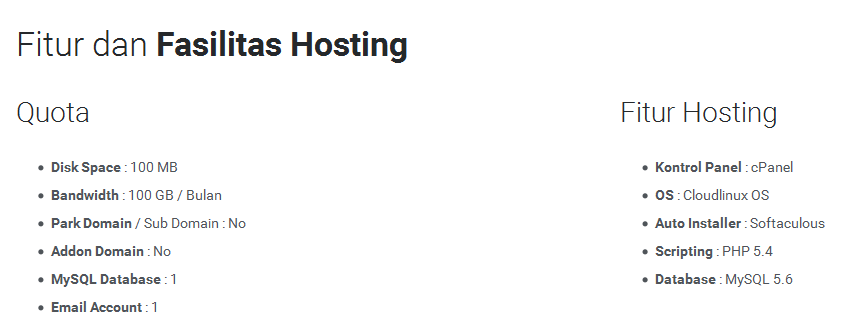 Fitur dan Fasilitas Hosting
Quota
Disk Space : 100 MB
Bandwidth : 100 GB / Bulan
Park Domain / Sub Domain : No
Addon Domain : No
MySQL Database : 1
Email Account : 1
Fitur Hosting
Kontrol Panel : cPanel
OS : Cloudlinux OS
Auto Installer : Softaculous
Scripting : PHP 5.4
Database : MySQL 5.6